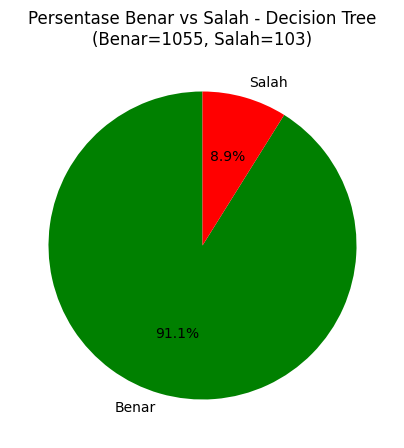 Persentase Benar vs Salah - Decision Tree
(Benar=1055, Salah=103)
Salah
8.9%
91.1%
Benar